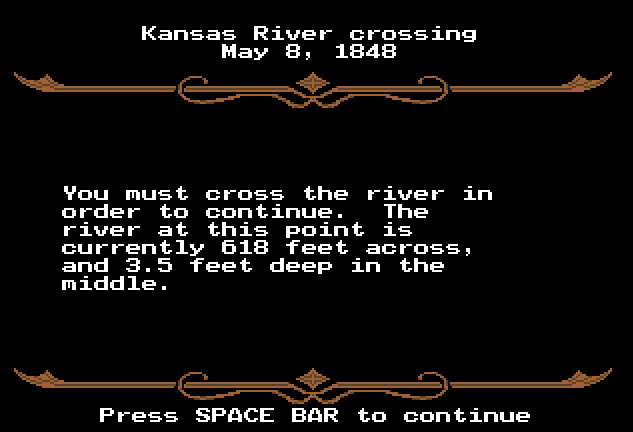 Kansas River crossing
May 8, 1848
You must cross the river in
order to continue.  The
river at this point is
currently 618 feet across,
and 3.5 feet deep in the
middle.
Press SPACE BAR to continue